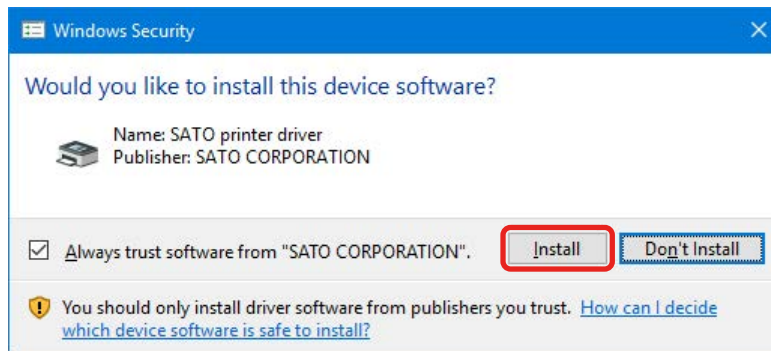 Windows Security
Would you like to install this device software?
Name: SATO printer driver
Publisher: SATO CORPORATION
Always trust software from "SATO CORPORATION".
Install
Don't Install
You should only install driver software from publishers you trust. How can I decide
which device software is safe to install?